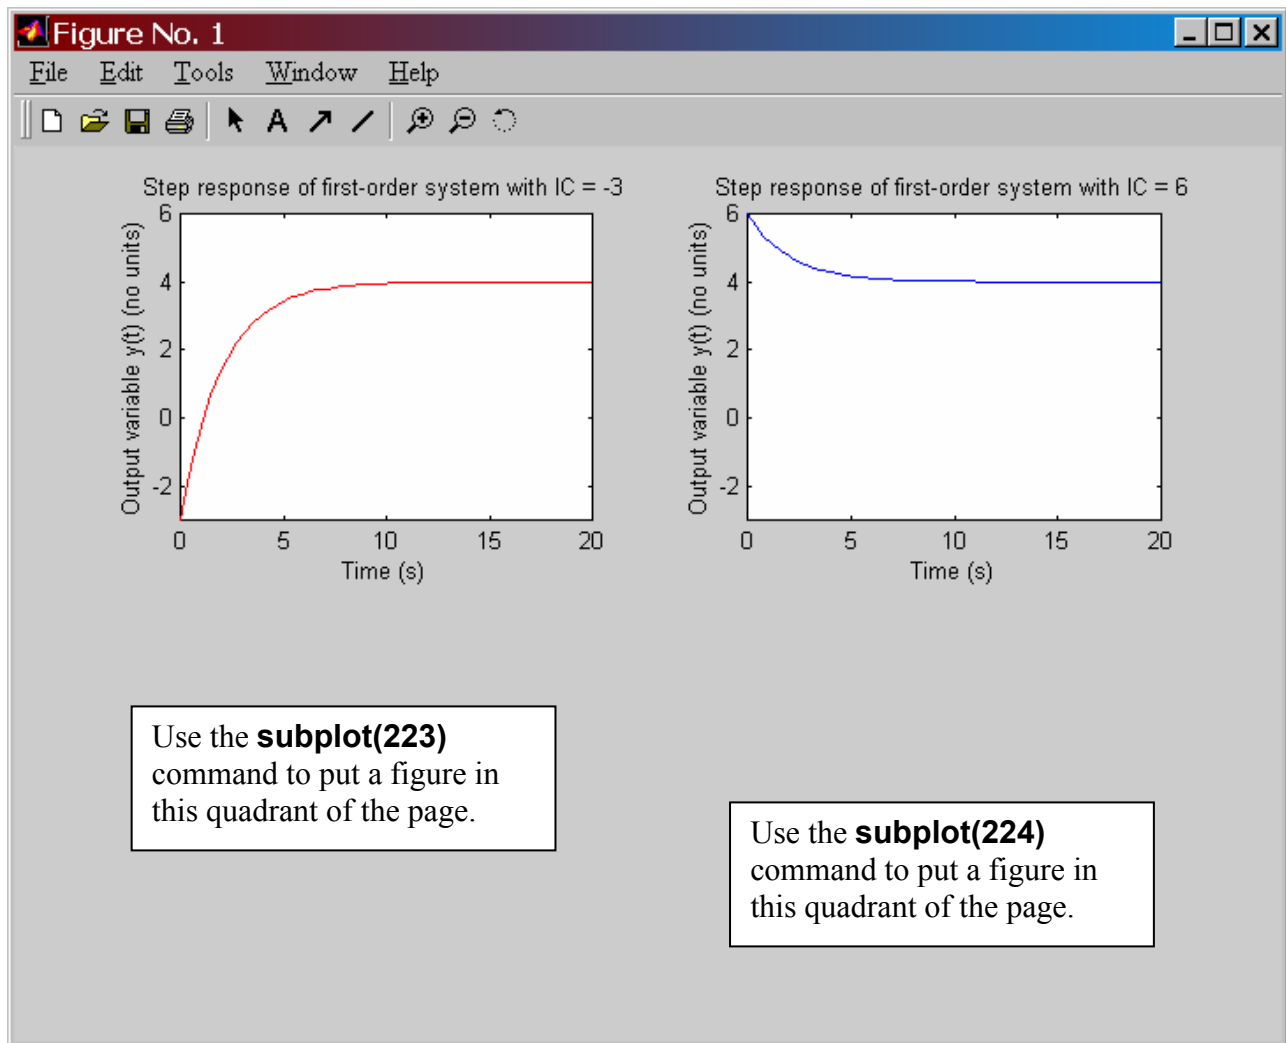 Figure No. 1
File Edit Tools Window Help
A
Step response of first-order system with IC = -3
Output variable y(t) (no units)
6
4
2
0
-2
0 5 10 15 20
Time (s)
Step response of first-order system with IC = 6
Output variable y(t) (no units)
6
4
2
0
-2
0 5 10 15 20
Time (s)
Use the subplot(223)
command to put a figure in
this quadrant of the page.
Use the subplot(224)
command to put a figure in
this quadrant of the page.